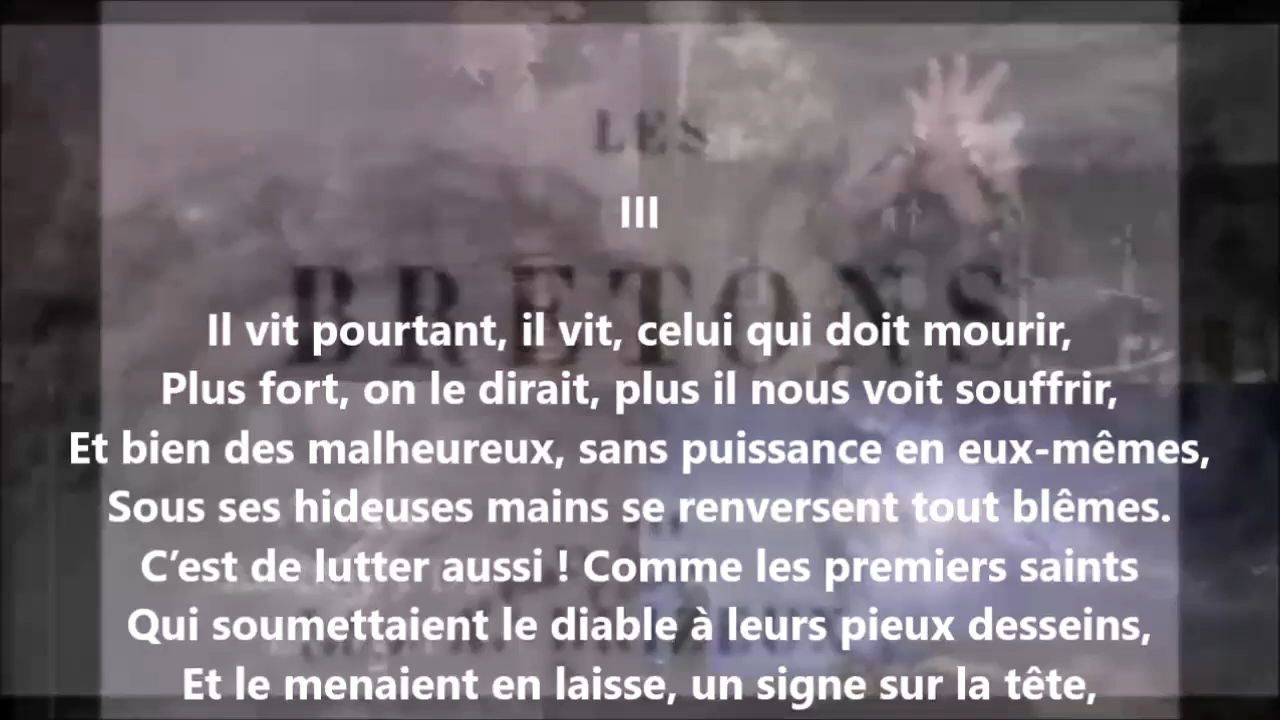 LES
III
BRETONS
Il vit pourtant, il vit, celui qui doit mourir,
Plus fort, on le dirait, plus il nous voit souffrir,
Et bien des malheureux, sans puissance en eux-mêmes,
Sous ses hideuses mains se renversent tout blêmes.
C’est de lutter aussi ! Comme les premiers saints
Qui soumettaient le diable à leurs pieux desseins,
Et le menaient en laisse, un signe sur la tête,